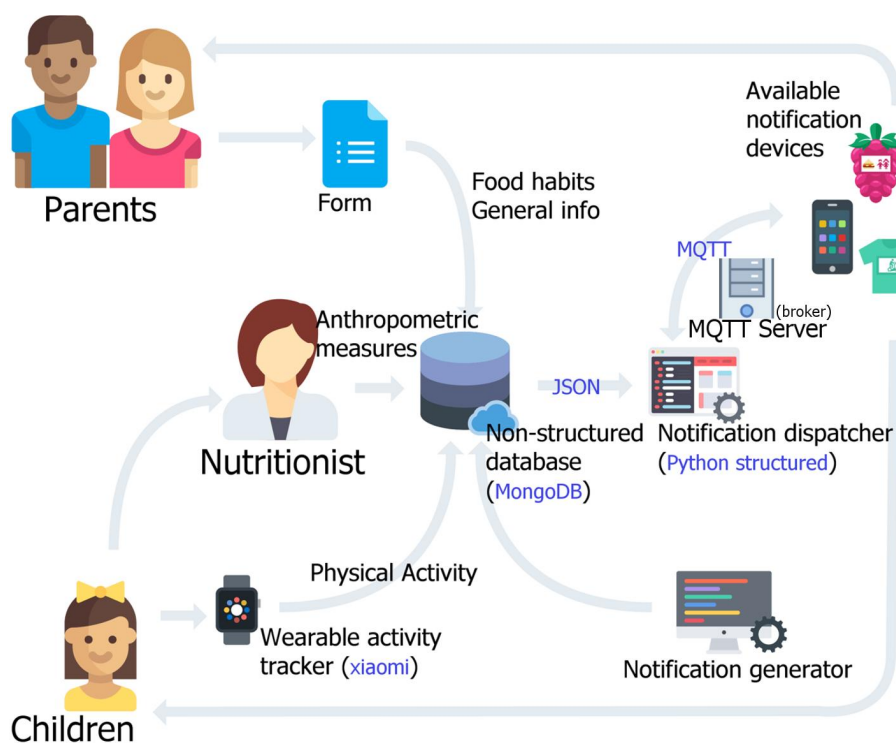 Parents
Form
Food habits
General info
Available
notification
devices
MQTT
(broker)
MQTT Server
Anthropometric
measures
Nutritionist
JSON
Non-structured
database
(MongoDB)
Notification dispatcher
(Python structured)
Physical Activity
Wearable activity
tracker (xiaomi)
Notification generator
Children